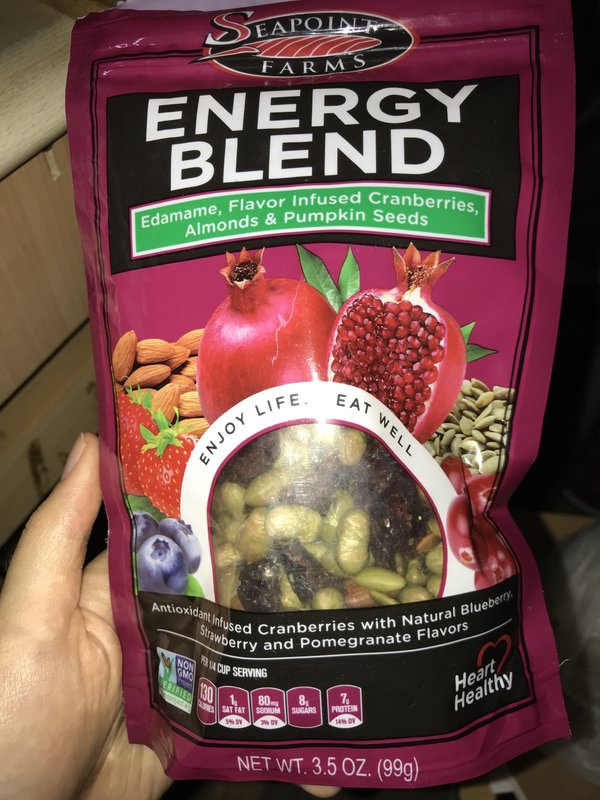 SEAPOINT
FARMS
ENERGY
BLEND
Edamame, Flavor Infused Cranberries,
Almonds & Pumpkin Seeds
ENJOY LIFE. EAT WELL
Antioxidant Infused Cranberries with Natural Blueberry,
Strawberry and Pomegranate Flavors
PER 1/4 CUP SERVING
NON
GMO
Project
VERIFIED
130
CALORIES
1g
SAT FAT
5% DV
80mg
SODIUM
3% DV
8g
SUGARS
7g
PROTEIN
14% DV
Heart
Healthy
NET WT. 3.5 OZ. (99g)